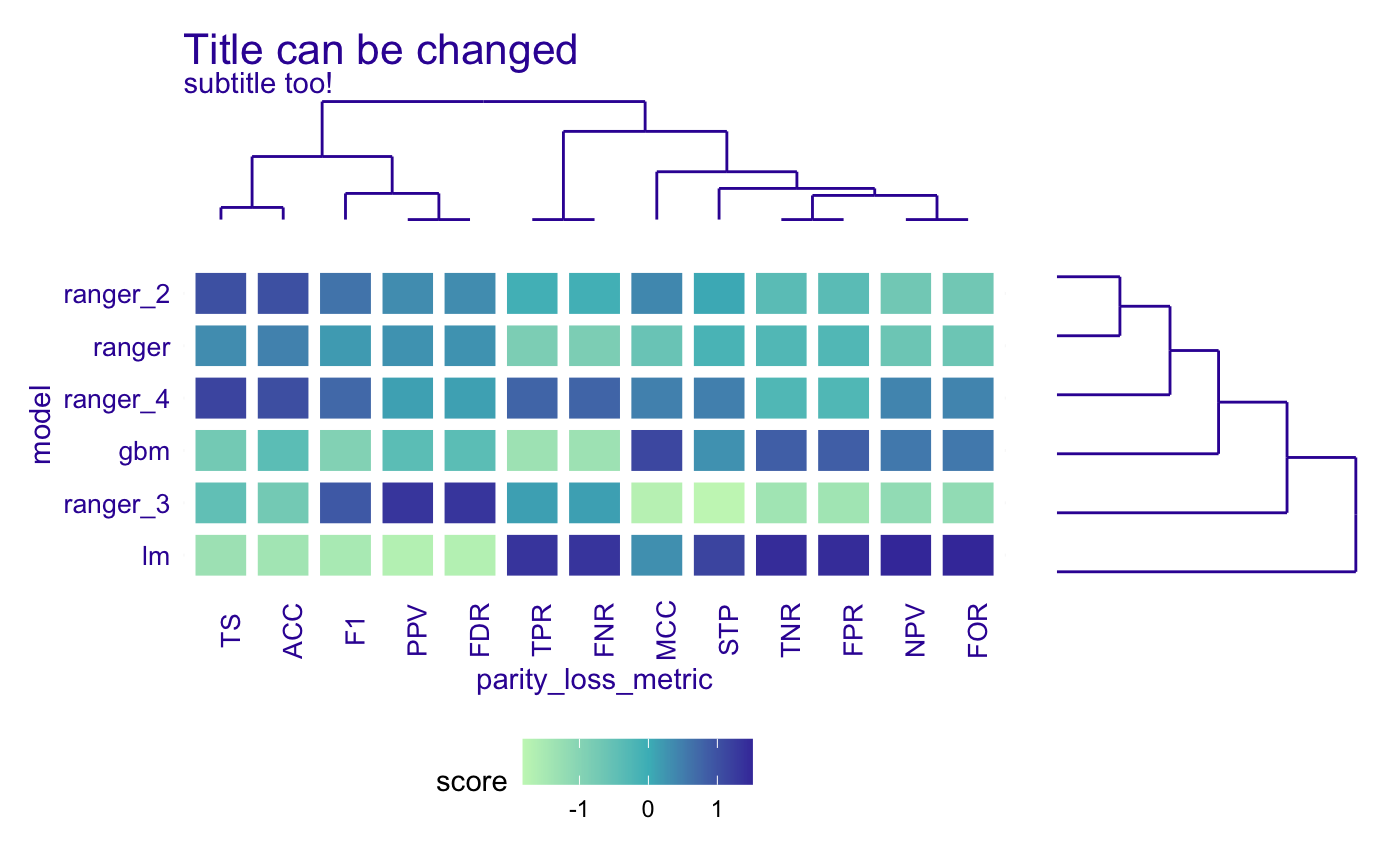 Title can be changed
subtitle too!
ranger_2
ranger
ranger_4
gbm
ranger_3
lm
model
TS ACC F1 PPV FDR TPR FNR MCC STP TNR FPR NPV FOR
parity_loss_metric
score
-1 0 1